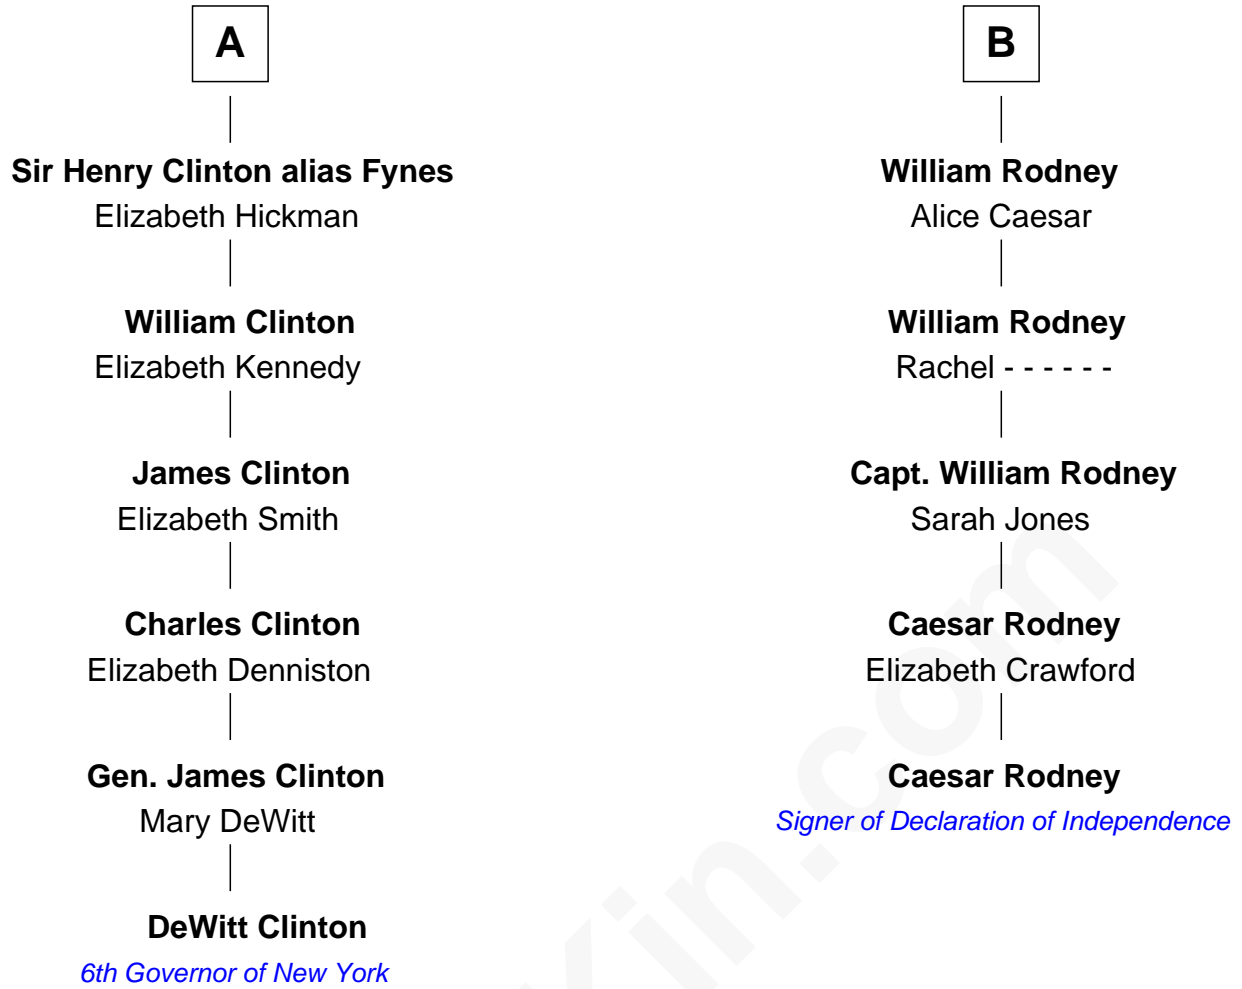 A
Sir Henry Clinton alias Fynes
Elizabeth Hickman
William Clinton
Elizabeth Kennedy
James Clinton
Elizabeth Smith
Charles Clinton
Elizabeth Denniston
Gen. James Clinton
Mary DeWitt
DeWitt Clinton
6th Governor of New York
B
William Rodney
Alice Caesar
William Rodney
Rachel - - - - - -
Capt. William Rodney
Sarah Jones
Caesar Rodney
Elizabeth Crawford
Caesar Rodney
Signer of Declaration of Independence
Kin.com